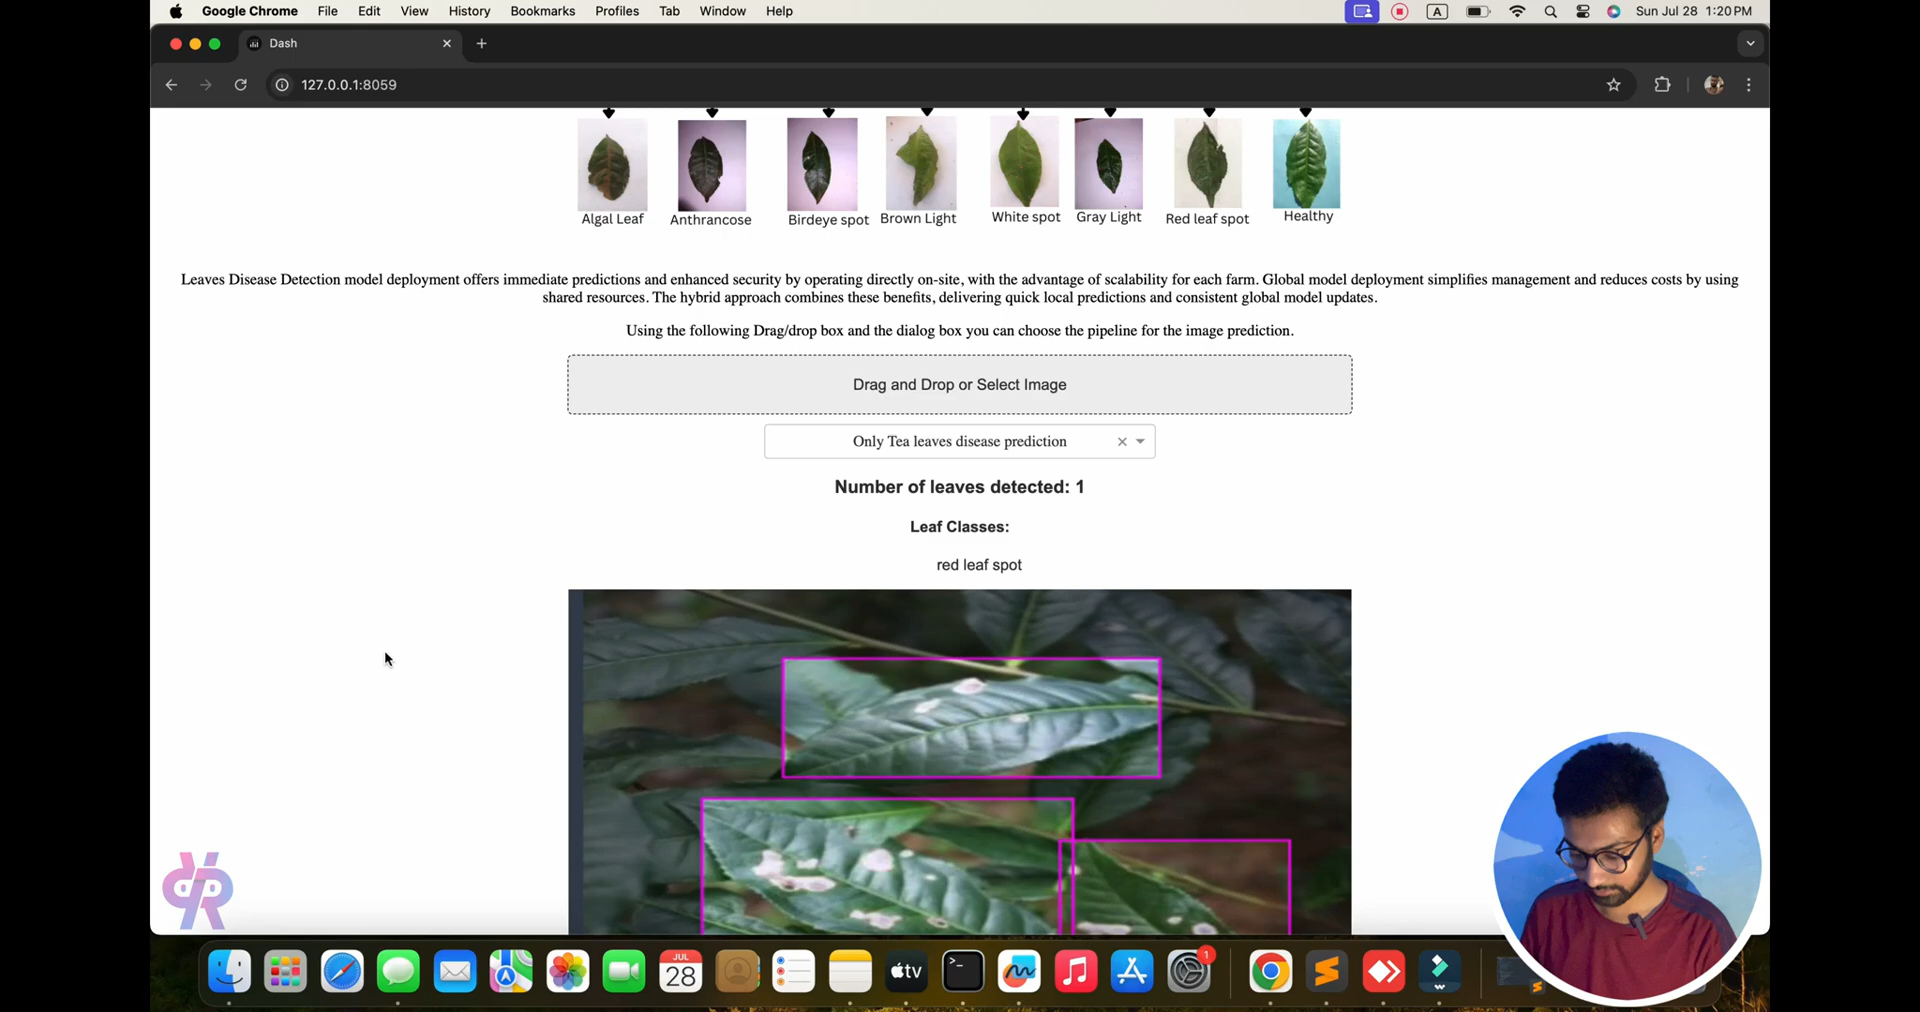 Google Chrome File Edit View History Bookmarks Profiles Tab Window Help A Sun Jul 28 1:20 PM
Dash
127.0.0.1:8059
Algal Leaf Anthrancose Birdeye spot Brown Light White spot Gray Light Red leaf spot Healthy
Leaves Disease Detection model deployment offers immediate predictions and enhanced security by operating directly on-site, with the advantage of scalability for each farm. Global model deployment simplifies management and reduces costs by using
shared resources. The hybrid approach combines these benefits, delivering quick local predictions and consistent global model updates.
Using the following Drag/drop box and the dialog box you can choose the pipeline for the image prediction.
Drag and Drop or Select Image
Only Tea leaves disease prediction
Number of leaves detected: 1
Leaf Classes:
red leaf spot
JUL
28
tv
1